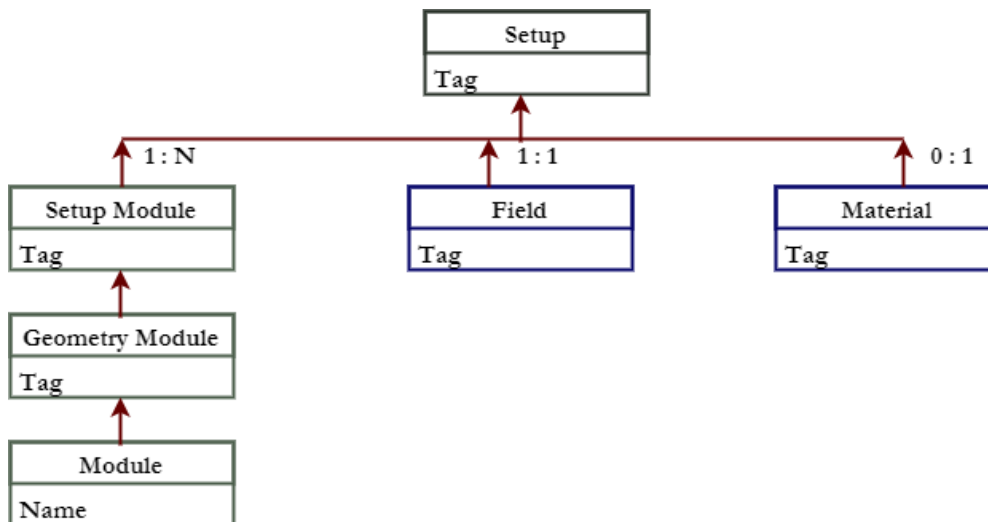 Setup
Tag
1 : N
1 : 1
0 : 1
Setup Module
Field
Material
Tag
Tag
Tag
Geometry Module
Tag
Module
Name